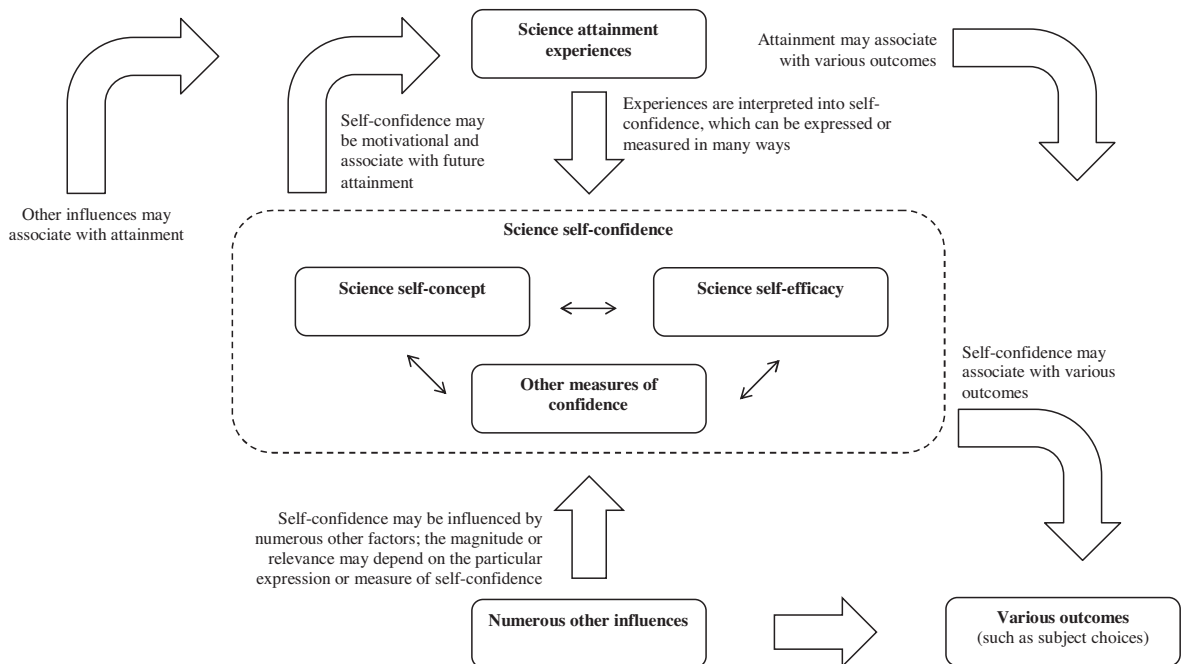 Science attainment
experiences
Attainment may associate
with various outcomes
Experiences are interpreted into self-
confidence, which can be expressed or
measured in many ways
Self-confidence may
be motivational and
associate with future
attainment
Other influences may
associate with attainment
Science self-confidence
Science self-concept
Science self-efficacy
Other measures of
confidence
Self-confidence may
associate with various
outcomes
Self-confidence may be influenced by
numerous other factors; the magnitude or
relevance may depend on the particular
expression or measure of self-confidence
Numerous other influences
Various outcomes
(such as subject choices)